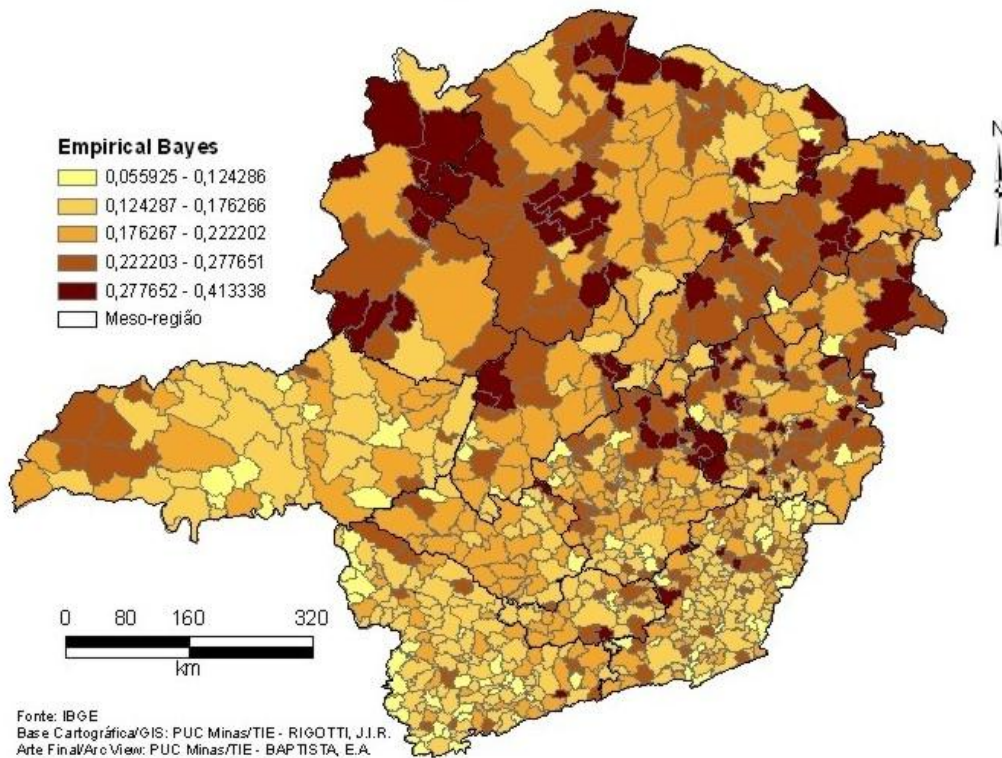 N
Empirical Bayes
0,055925 - 0,124286
0,124287 - 0,176266
0,176267 - 0,222202
0,222203 - 0,277651
0,277652 - 0,413338
Meso-região
0 80 160 320
km
Fonte: IBGE
Base Cartográfica/GIS: PUC Minas/TIE - RIGOTTI, J.I.R.
Arte Final/Arc View: PUC Minas/TIE - BAPTISTA, E.A.